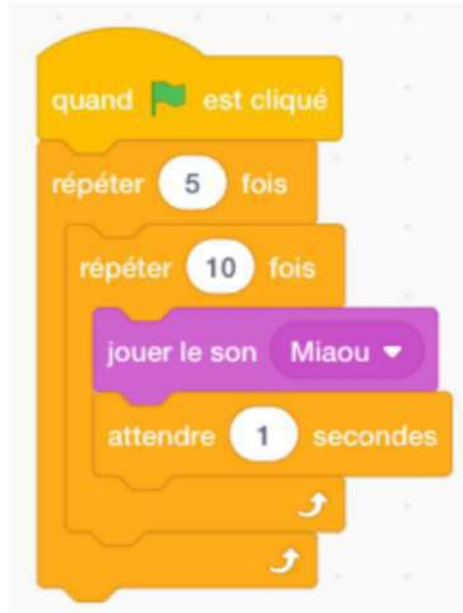 quand est cliqué
répéter 5 fois
répéter 10 fois
jouer le son Miaou
attendre 1 secondes